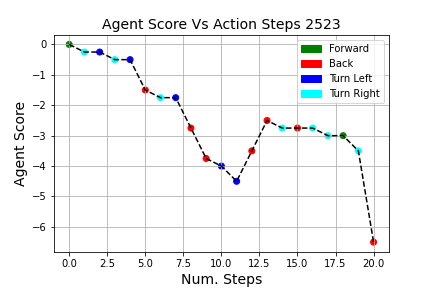 Agent Score Vs Action Steps 2523
Forward
Back
Turn Left
Turn Right
Agent Score
0
−1
−2
−3
−4
−5
−6
0.0 2.5 5.0 7.5 10.0 12.5 15.0 17.5 20.0
Num. Steps